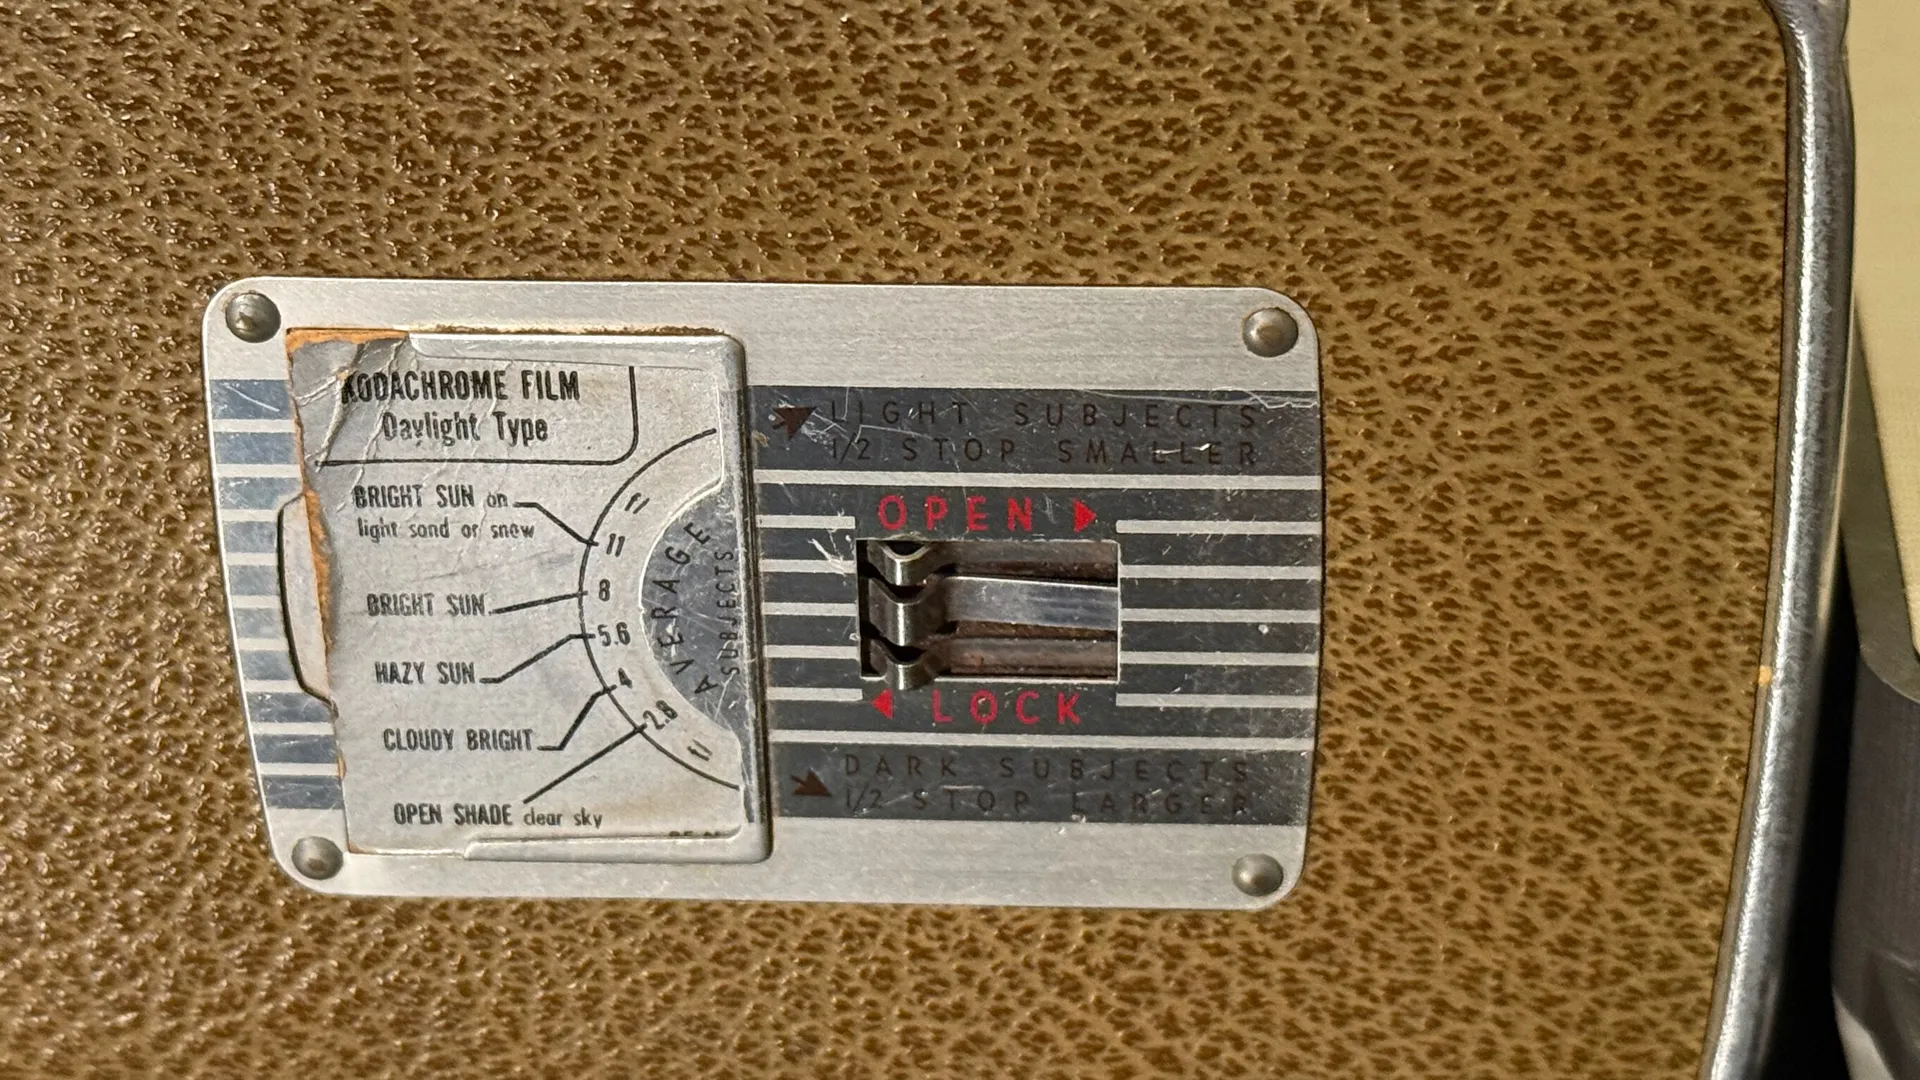 KODACHROME FILM
Daylight Type
BRIGHT SUN on
light sand or snow
BRIGHT SUN
HAZY SUN
CLOUDY BRIGHT
OPEN SHADE clear sky
11
8
5.6
4
2.8
AVERAGE
SUBJECTS
LIGHT SUBJECTS
1/2 STOP SMALLER
OPEN
LOCK
DARK SUBJECTS
1/2 STOP LARGER